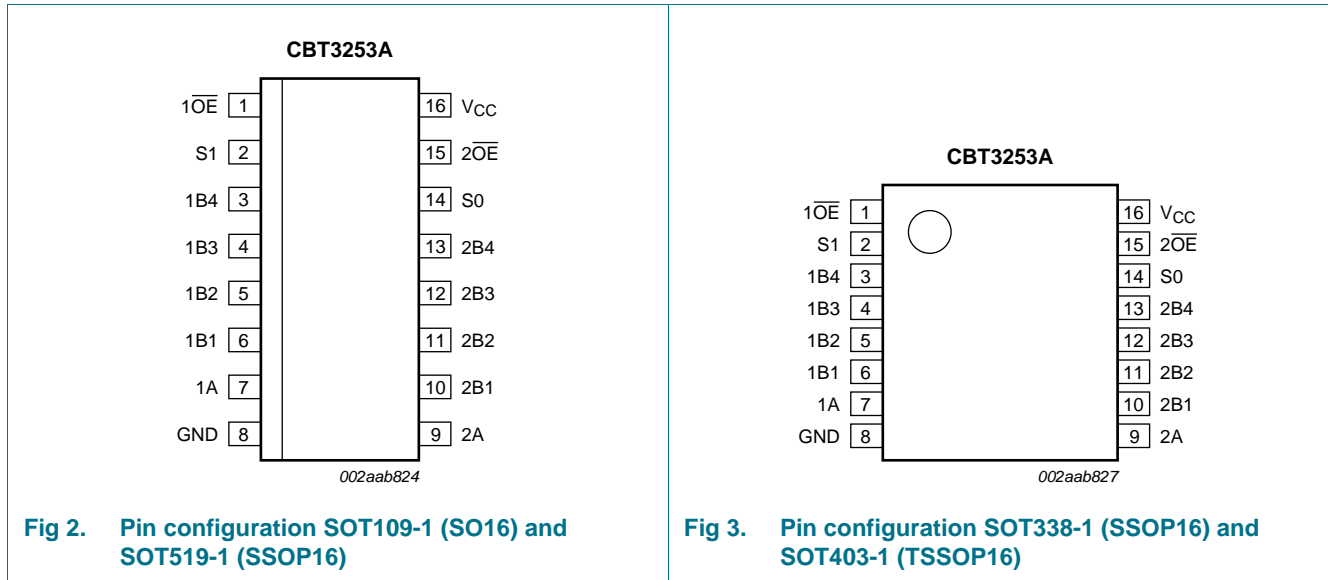 CBT3253A
1OE 1 16 VCC
S1 2 15 2OE
1B4 3 14 S0
1B3 4 13 2B4
1B2 5 12 2B3
1B1 6 11 2B2
1A 7 10 2B1
GND 8 9 2A
002aab824
Fig 2. Pin configuration SOT109-1 (SO16) and
SOT519-1 (SSOP16)
CBT3253A
1OE 1 16 VCC
S1 2 15 2OE
1B4 3 14 S0
1B3 4 13 2B4
1B2 5 12 2B3
1B1 6 11 2B2
1A 7 10 2B1
GND 8 9 2A
002aab827
Fig 3. Pin configuration SOT338-1 (SSOP16) and
SOT403-1 (TSSOP16)